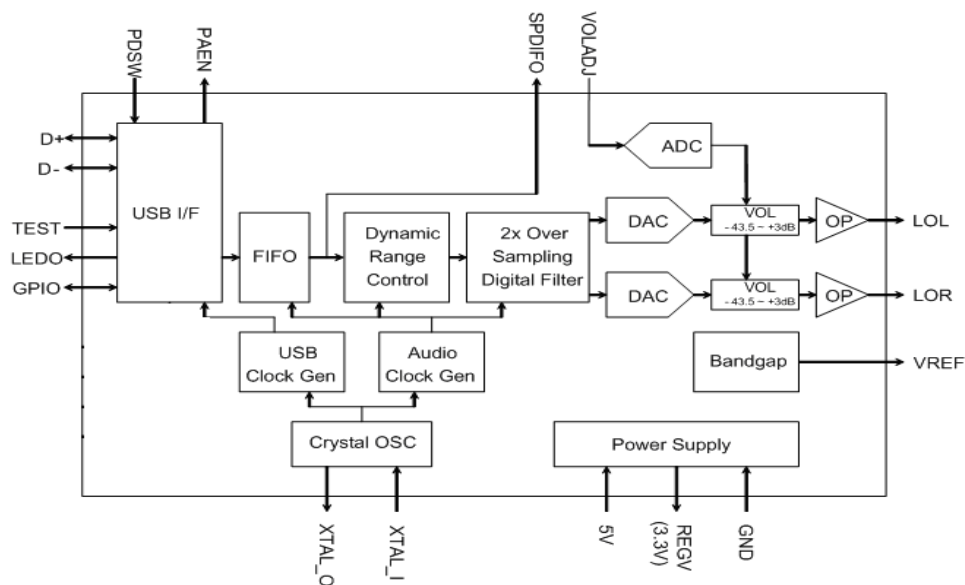 PDSW
PAEN
SPDIFO
VOLADJ
D+
D-
TEST
LEDO
GPIO
USB I/F
FIFO
Dynamic
Range
Control
2x Over
Sampling
Digital Filter
ADC
DAC
VOL
-43.5 ~ +3dB
OP
LOL
DAC
VOL
-43.5 ~ +3dB
OP
LOR
USB
Clock Gen
Audio
Clock Gen
Bandgap
VREF
Crystal OSC
Power Supply
XTAL_O
XTAL_I
5V
REGV
(3.3V)
GND